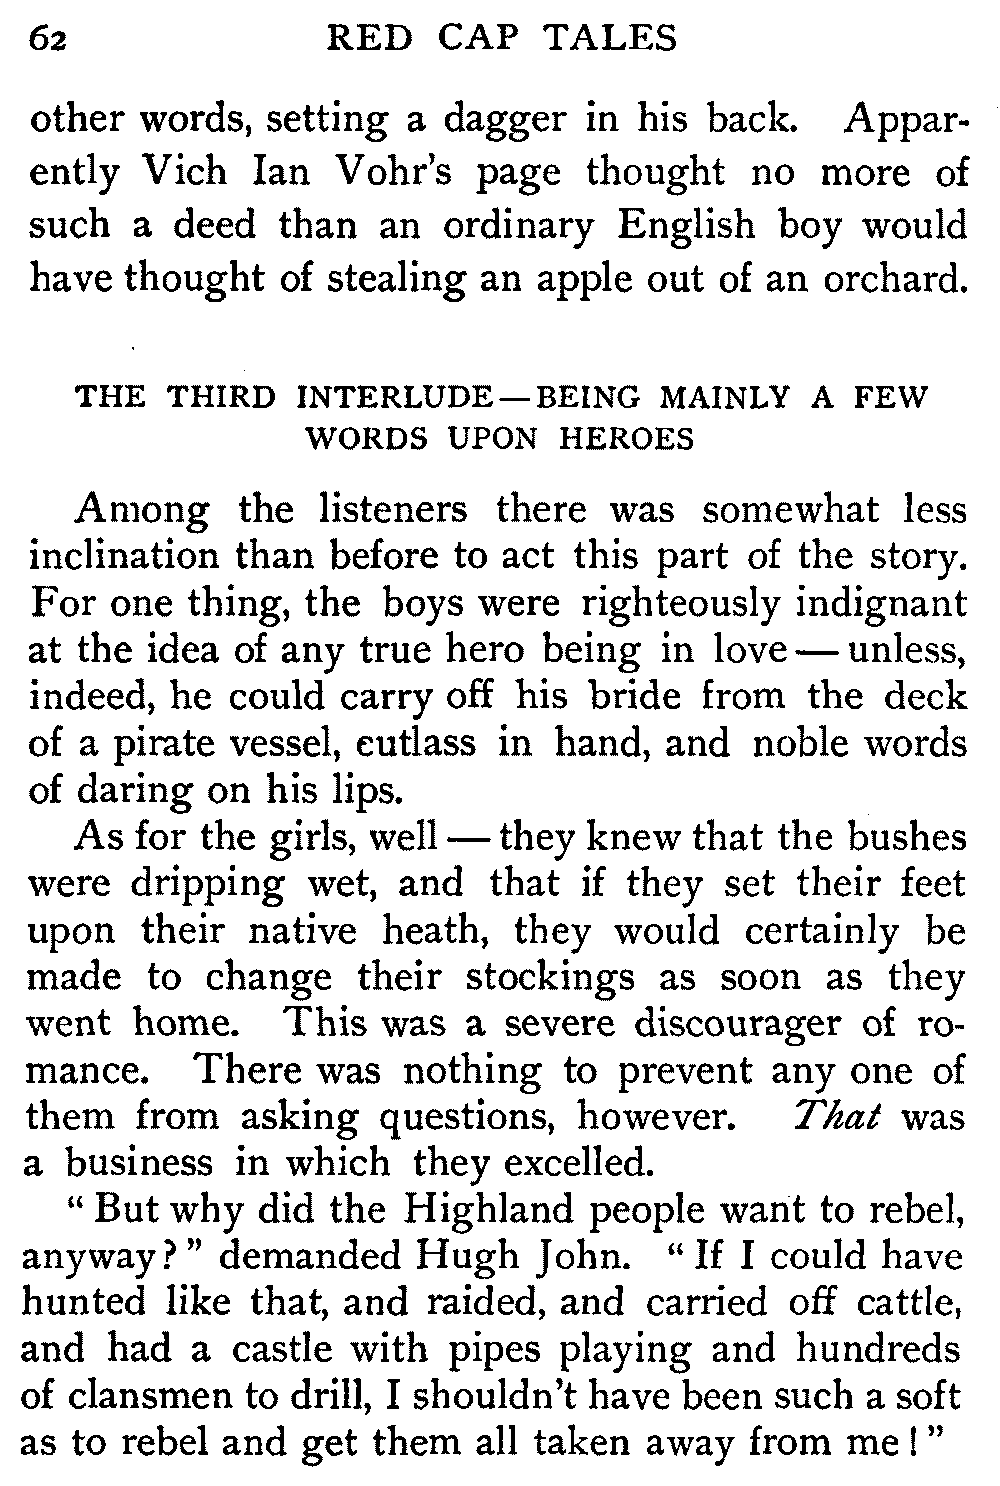 62 RED CAP TALES
other words, setting a dagger in his back. Appar-
ently Vich Ian Vohr's page thought no more of
such a deed than an ordinary English boy would
have thought of stealing an apple out of an orchard.
THE THIRD INTERLUDE—BEING MAINLY A FEW
WORDS UPON HEROES
Among the listeners there was somewhat less
inclination than before to act this part of the story.
For one thing, the boys were righteously indignant
at the idea of any true hero being in love — unless,
indeed, he could carry off his bride from the deck
of a pirate vessel, cutlass in hand, and noble words
of daring on his lips.
As for the girls, well — they knew that the bushes
were dripping wet, and that if they set their feet
upon their native heath, they would certainly be
made to change their stockings as soon as they
went home. This was a severe discourager of ro-
mance. There was nothing to prevent any one of
them from asking questions, however. That was
a business in which they excelled.
" But why did the Highland people want to rebel,
anyway? " demanded Hugh John. " If I could have
hunted like that, and raided, and carried off cattle,
and had a castle with pipes playing and hundreds
of clansmen to drill, I shouldn't have been such a soft
as to rebel and get them all taken away from me ! "